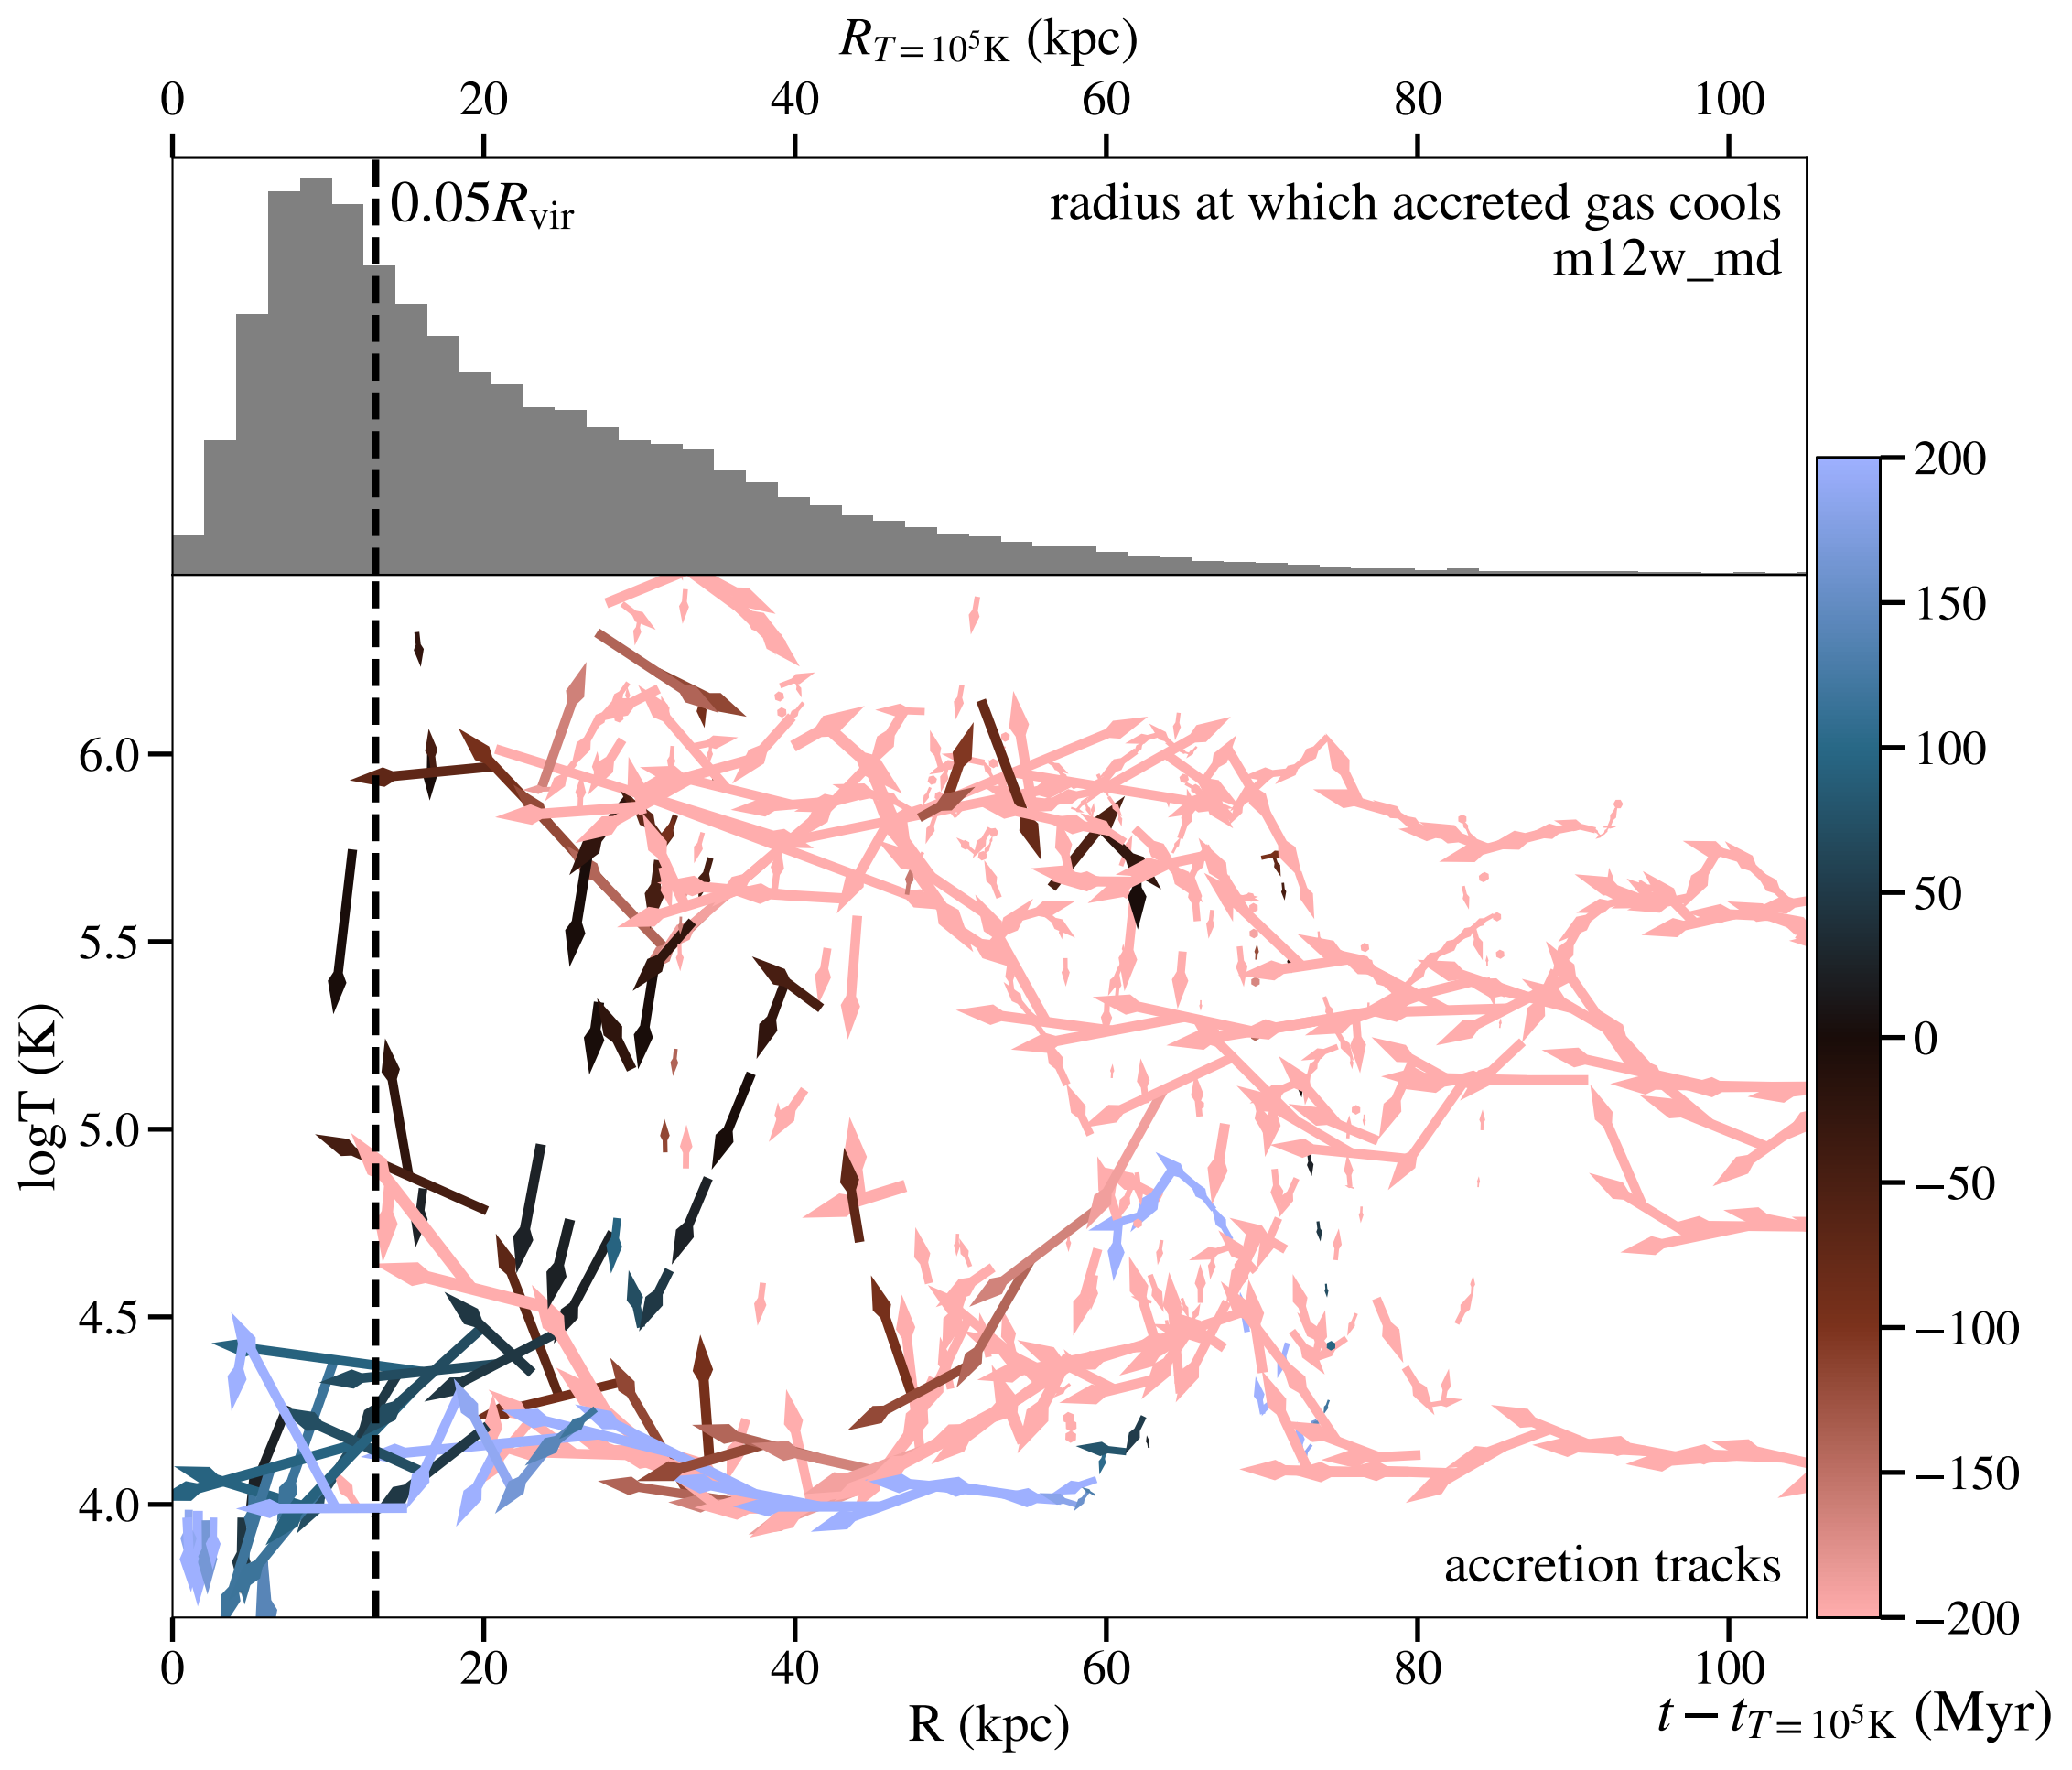 R_{T=10^5K} (kpc)
0 20 40 60 80 100
0.05R_vir
radius at which accreted gas cools
m12w_md
200
150
100
50
0
−50
−100
−150
−200
6.0
5.5
5.0
4.5
4.0
logT (K)
accretion tracks
0 20 40 60 80 100
R (kpc)
t − t_{T=10^5K} (Myr)